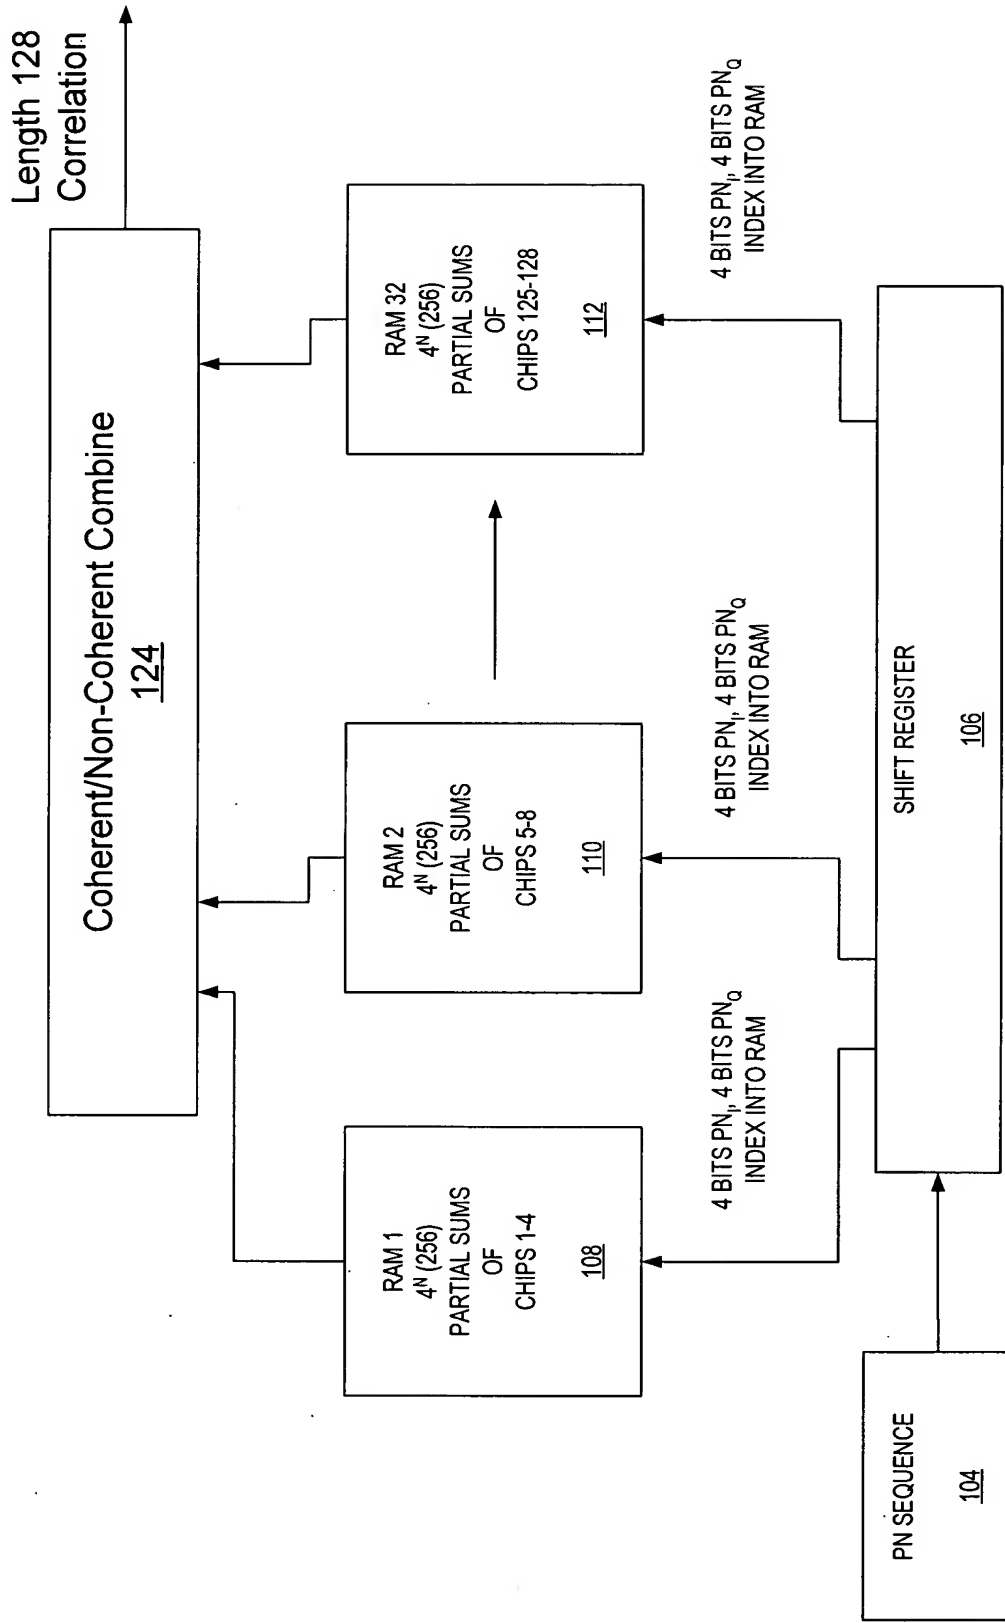 Length 128
Correlation
Coherent/Non-Coherent Combine
124
RAM 1
4ᴺ (256)
PARTIAL SUMS
OF
CHIPS 1-4
108
RAM 2
4ᴺ (256)
PARTIAL SUMS
OF
CHIPS 5-8
110
RAM 32
4ᴺ (256)
PARTIAL SUMS
OF
CHIPS 125-128
112
4 BITS PN_I, 4 BITS PN_Q
INDEX INTO RAM
4 BITS PN_I, 4 BITS PN_Q
INDEX INTO RAM
4 BITS PN_I, 4 BITS PN_Q
INDEX INTO RAM
PN SEQUENCE
104
SHIFT REGISTER
106